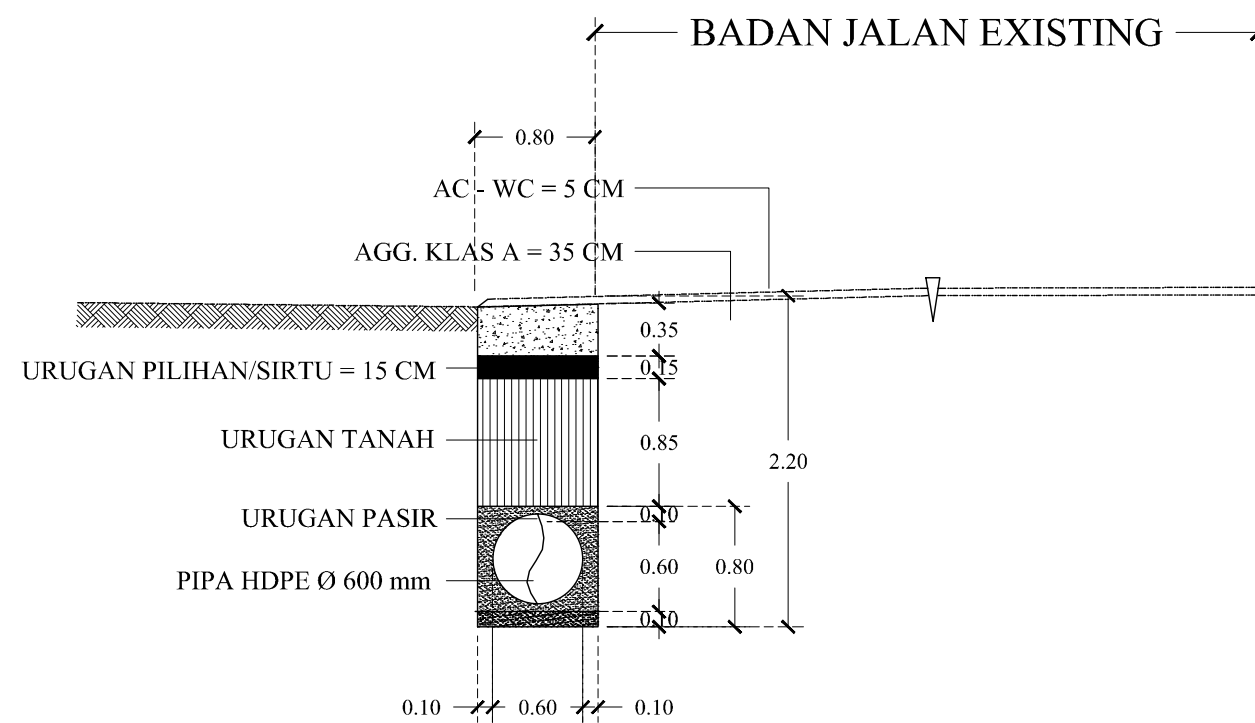 BADAN JALAN EXISTING
0.80
AC - WC = 5 CM
AGG. KLAS A = 35 CM
0.35
URUGAN PILIHAN/SIRTU = 15 CM
0.15
URUGAN TANAH
0.85
2.20
URUGAN PASIR
0.10
PIPA HDPE Ø 600 mm
0.60
0.80
0.10
0.10
0.60
0.10